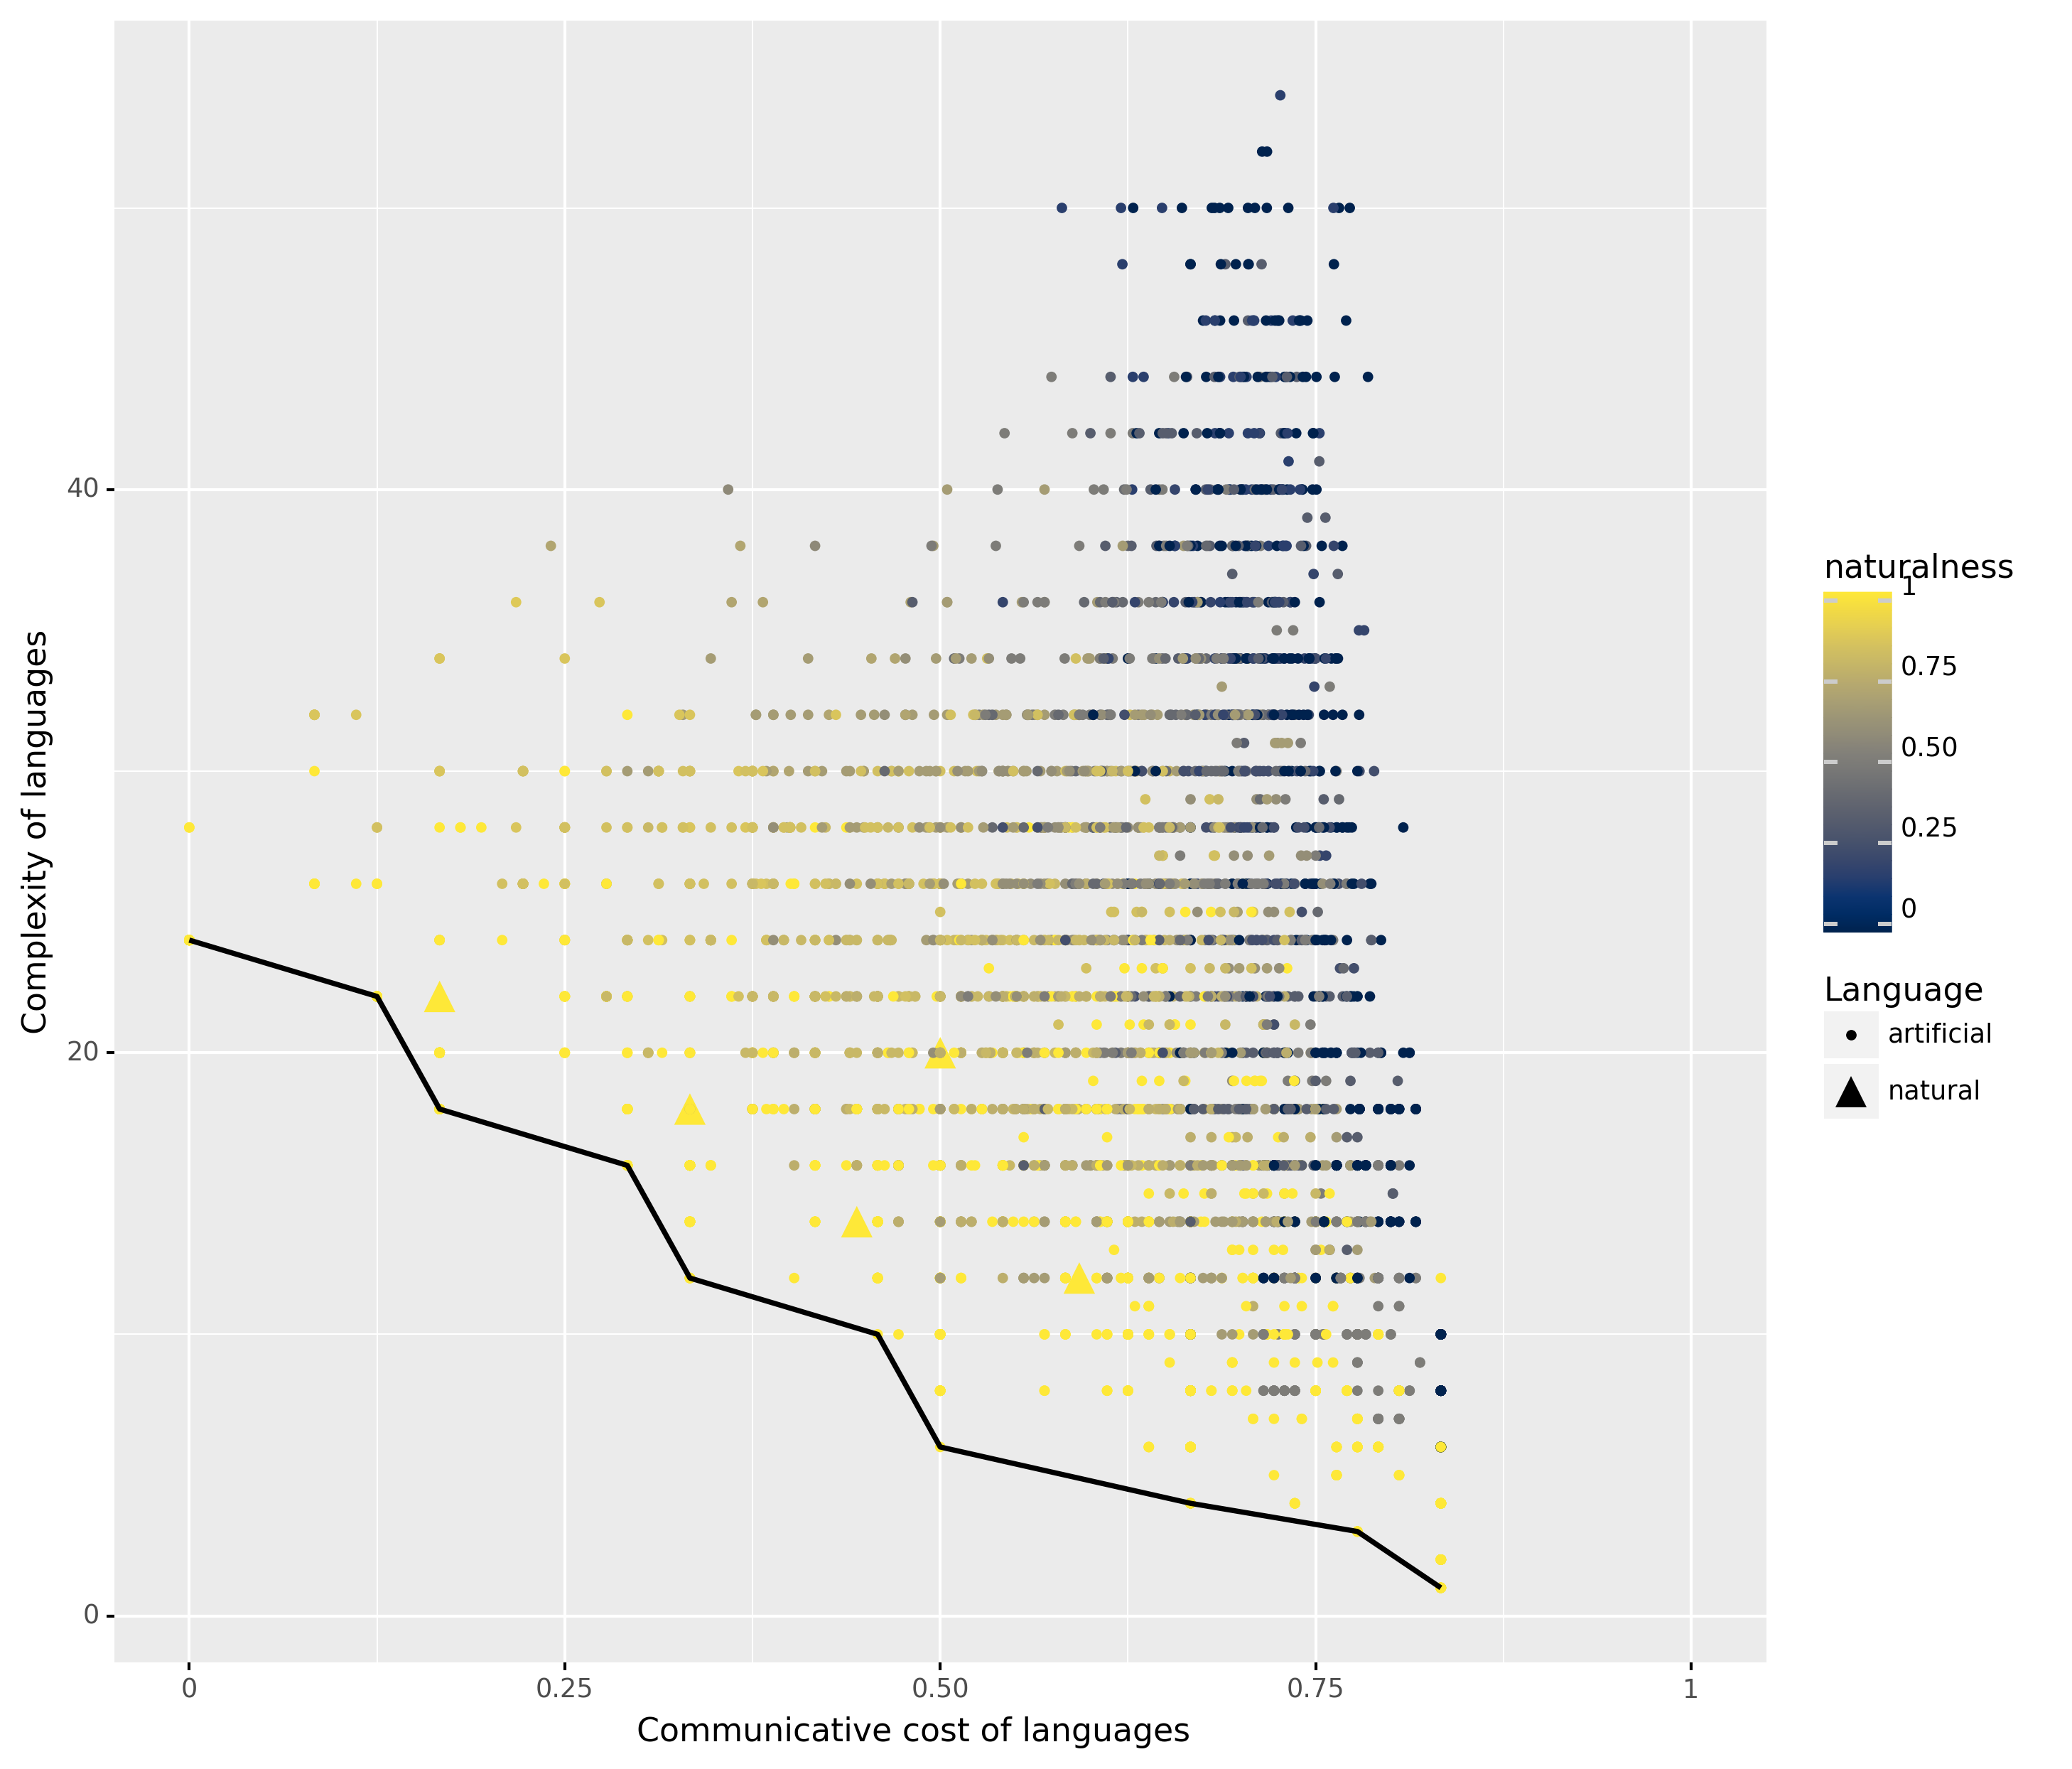 Complexity of languages
40
20
0
0
0.25
0.50
0.75
1
Communicative cost of languages
naturalness
1
0.75
0.50
0.25
0
Language
artificial
natural